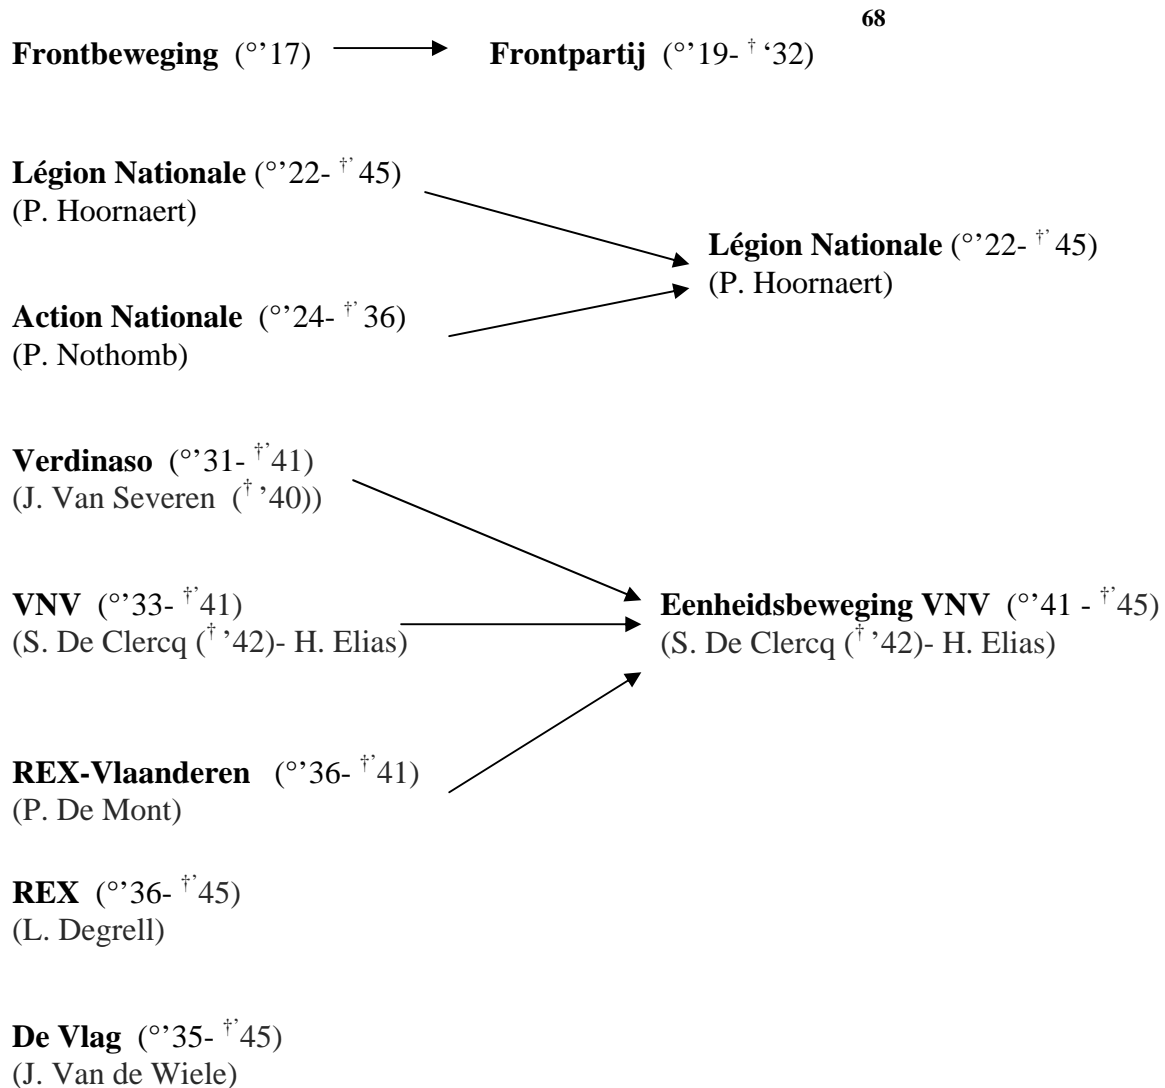 68
Frontbeweging (°’17) Frontpartij (°’19- † ‘32)
Légion Nationale (°’22- †’ 45)
(P. Hoornaert)
Légion Nationale (°’22- †’ 45)
(P. Hoornaert)
Action Nationale (°’24- †’ 36)
(P. Nothomb)
Verdinaso (°’31- †’41)
(J. Van Severen († ’40))
VNV (°’33- †’41) Eenheidsbeweging VNV (°’41 - †’45)
(S. De Clercq († ’42)- H. Elias) (S. De Clercq († ’42)- H. Elias)
REX-Vlaanderen (°’36- †’41)
(P. De Mont)
REX (°’36- †’45)
(L. Degrell)
De Vlag (°’35- †’45)
(J. Van de Wiele)